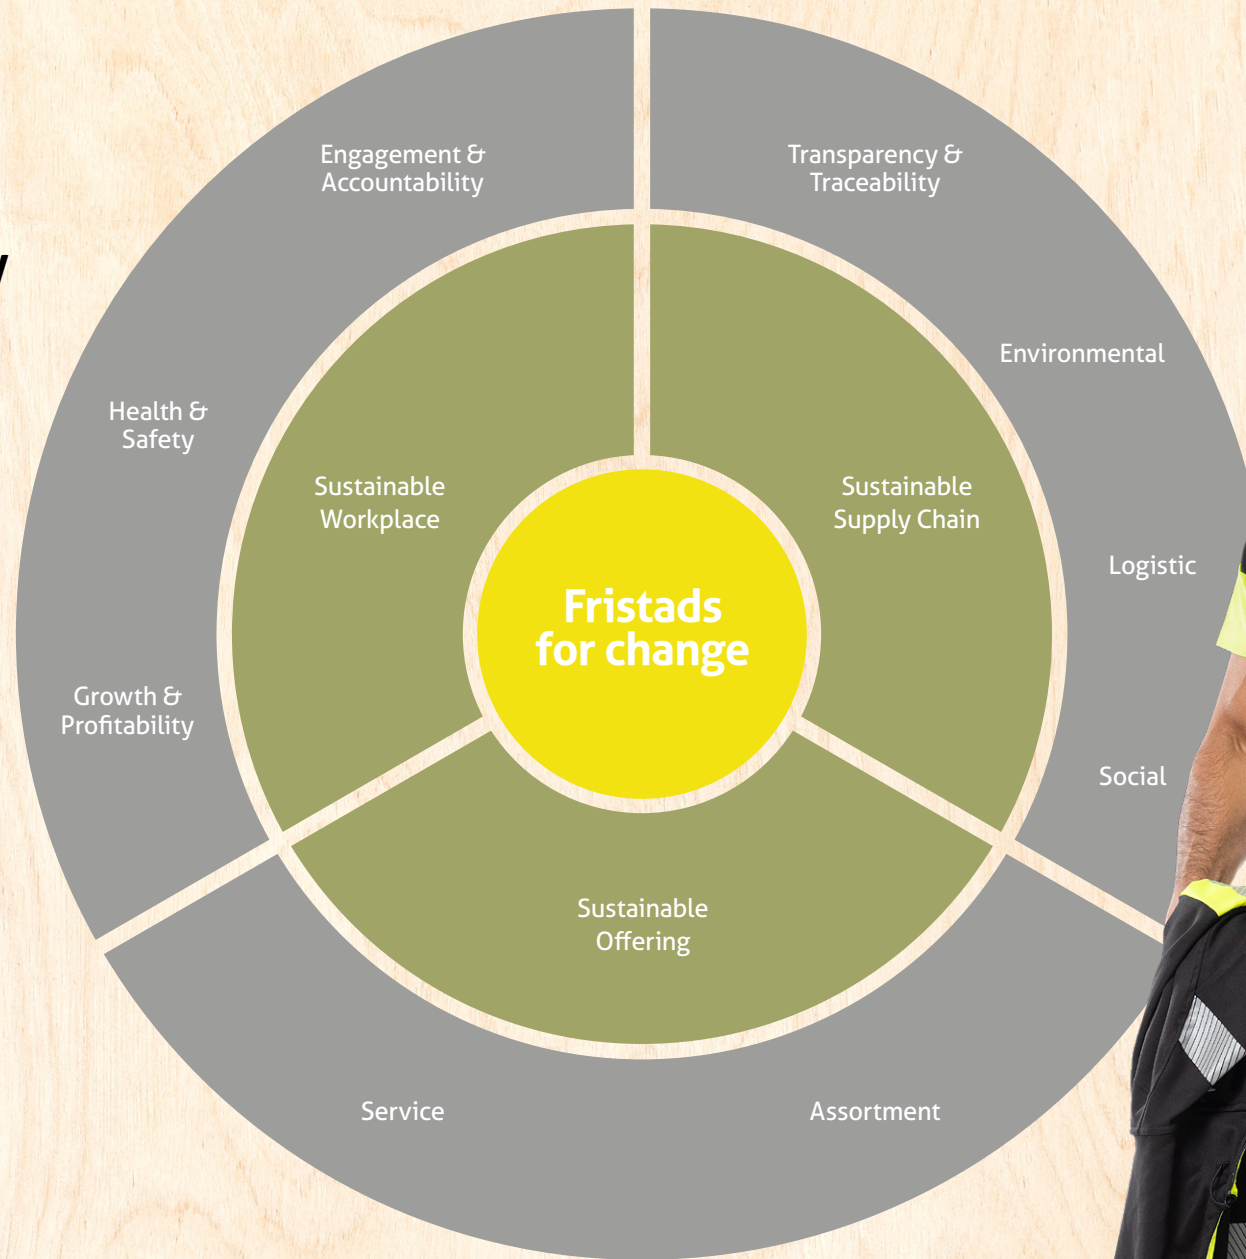 Engagement &
Accountability
Transparency &
Traceability
Environmental
Health &
Safety
Sustainable
Workplace
Sustainable
Supply Chain
Logistic
Fristads
for change
Growth &
Profitability
Social
Sustainable
Offering
Service
Assortment